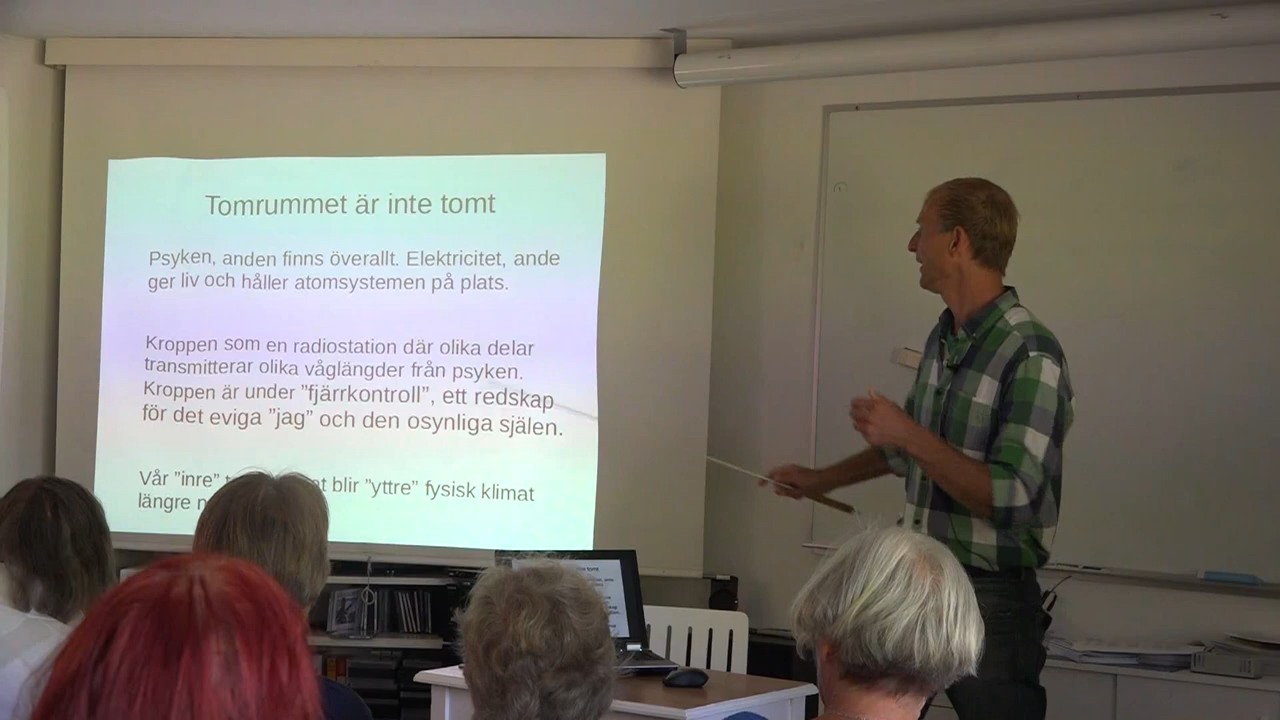 Tomrummet är inte tomt
Psyken, anden finns överallt. Elektricitet, ande
ger liv och håller atomsystemen på plats.
Kroppen som en radiostation där olika delar
transmitterar olika våglängder från psyken.
Kroppen är under ”fjärrkontroll”, ett redskap
för det eviga ”jag” och den osynliga själen.
Vår ”inre” blir ”yttre” fysisk klimat
längre